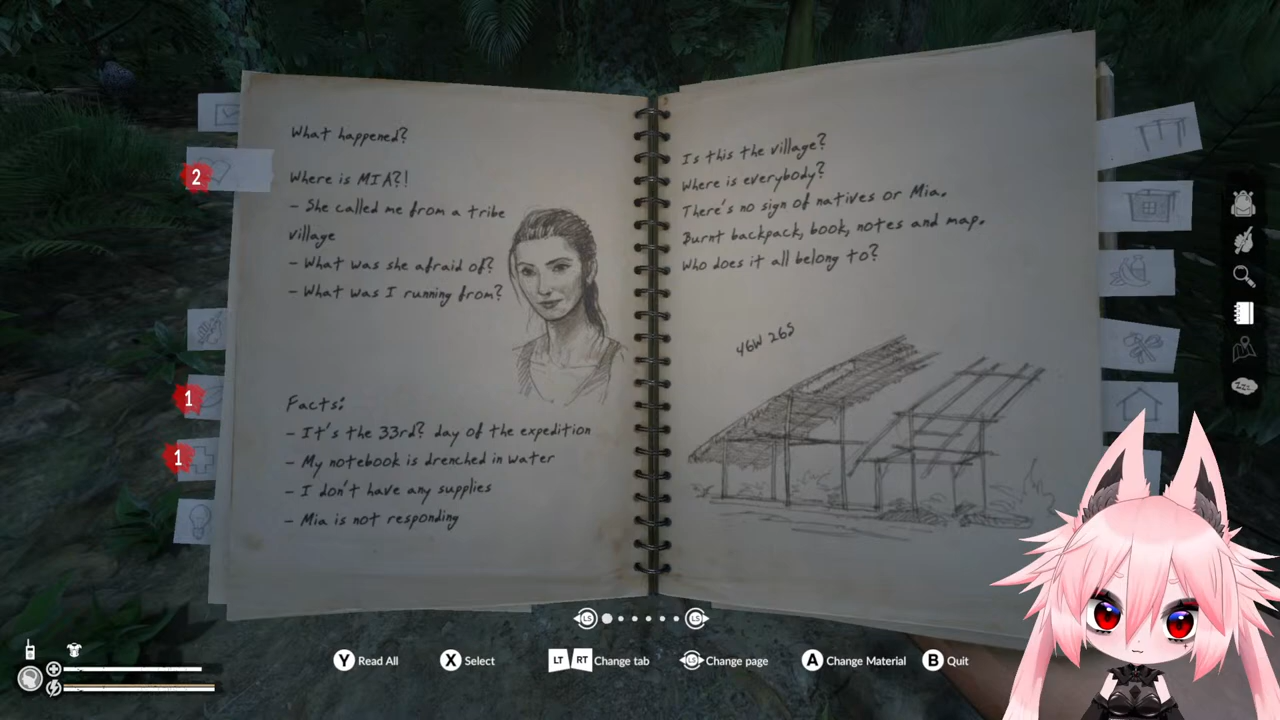 What happened?
Where is MIA?!
- She called me from a tribe
village
- What was she afraid of?
- What was I running from?
Facts:
- It's the 33rd? day of the expedition
- My notebook is drenched in water
- I don't have any supplies
- Mia is not responding
Is this the village?
Where is everybody?
There's no sign of natives or Mia.
Burnt backpack, book, notes and map.
Who does it all belong to?
46W 26S
2
1
1
zzz
LS LS
Y Read All X Select LT RT Change tab LS Change page A Change Material B Quit